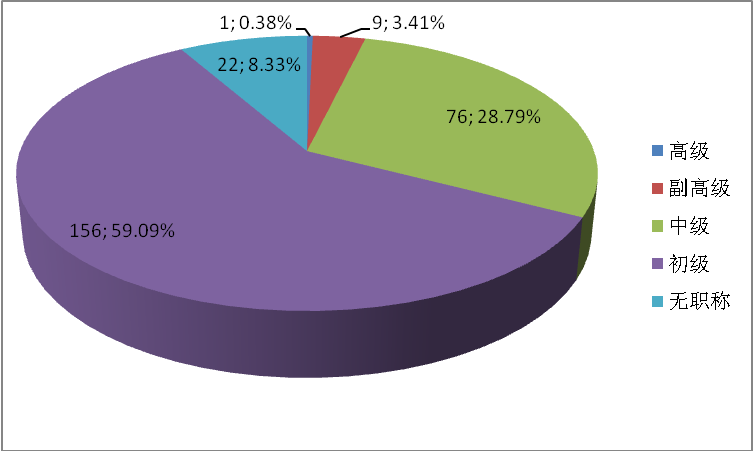 1; 0.38%
9; 3.41%
22; 8.33%
76; 28.79%
156; 59.09%
高级
副高级
中级
初级
无职称